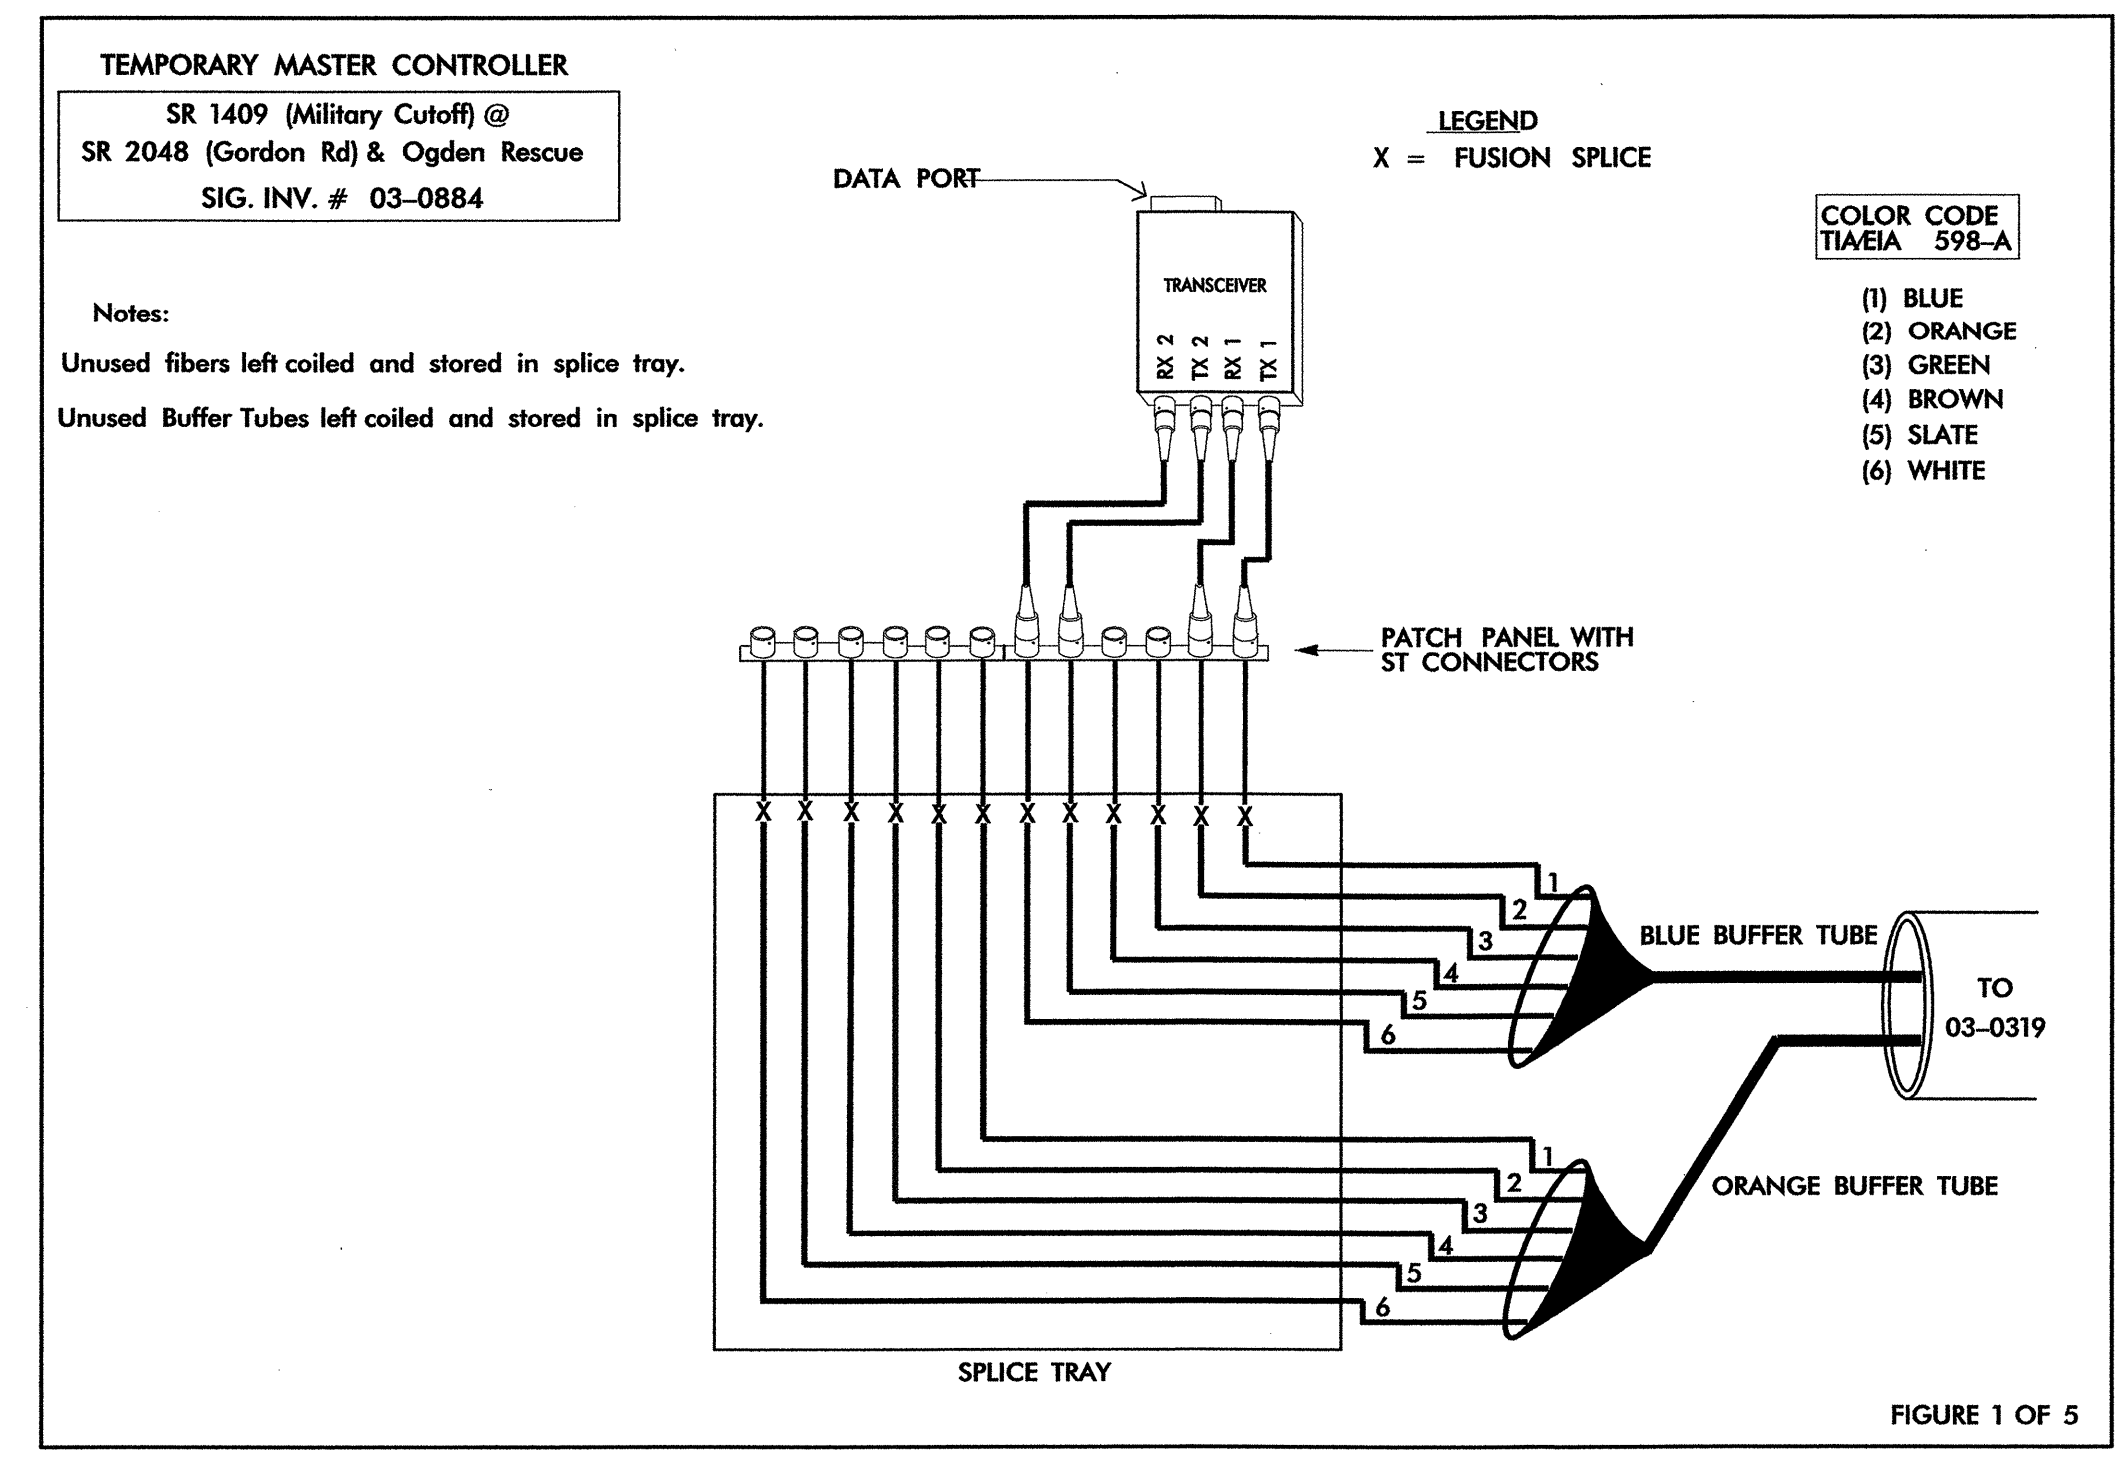 TEMPORARY MASTER CONTROLLER
SR 1409 (Military Cutoff) @
SR 2048 (Gordon Rd) & Ogden Rescue
SIG. INV. # 03-0884
Notes:
Unused fibers left coiled and stored in splice tray.
Unused Buffer Tubes left coiled and stored in splice tray.
DATA PORT
LEGEND
X = FUSION SPLICE
COLOR CODE
TIA/EIA 598-A
(1) BLUE
(2) ORANGE
(3) GREEN
(4) BROWN
(5) SLATE
(6) WHITE
TRANSCEIVER
RX 2
TX 2
RX 1
TX 1
PATCH PANEL WITH
ST CONNECTORS
X X X X X X X X X X X X
1
2
3
4
5
6
BLUE BUFFER TUBE
TO
03-0319
1
2
3
4
5
6
ORANGE BUFFER TUBE
SPLICE TRAY
FIGURE 1 OF 5